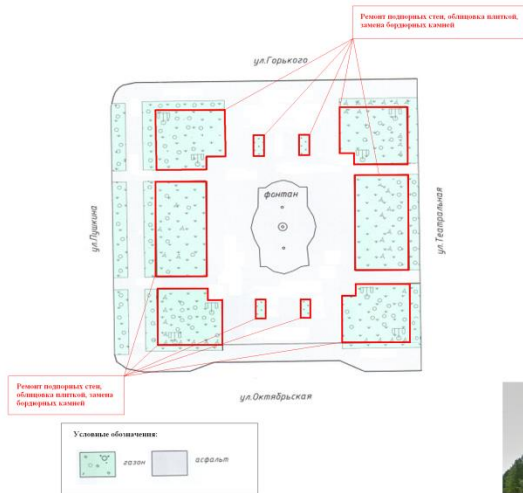 Ремонт подпорных стен, облицовка плиткой,
замена бордюрных камней
ул.Горького
фонтан
ул.Пушкина
ул.Театральная
Ремонт подпорных стен,
облицовка плиткой, замена
бордюрных камней
ул.Октябрьская
Условные обозначения:
газон
асфальт